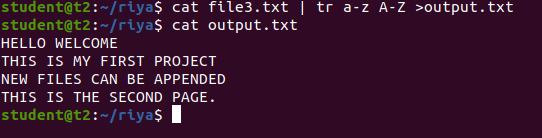 student@t2:~/riya$ cat file3.txt | tr a-z A-Z >output.txt
student@t2:~/riya$ cat output.txt
HELLO WELCOME
THIS IS MY FIRST PROJECT
NEW FILES CAN BE APPENDED
THIS IS THE SECOND PAGE.
student@t2:~/riya$